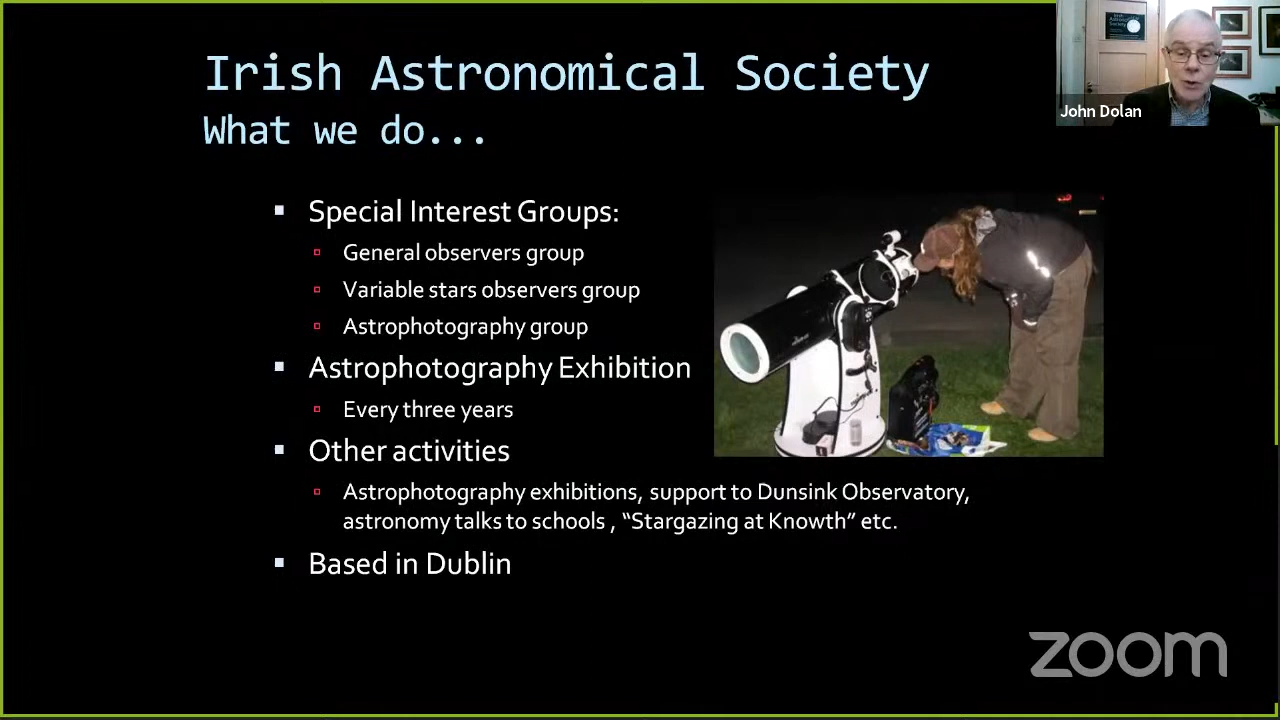 Irish Astronomical Society
What we do...
Special Interest Groups:
General observers group
Variable stars observers group
Astrophotography group
Astrophotography Exhibition
Every three years
Other activities
Astrophotography exhibitions, support to Dunsink Observatory,
astronomy talks to schools , “Stargazing at Knowth” etc.
Based in Dublin
John Dolan
zoom